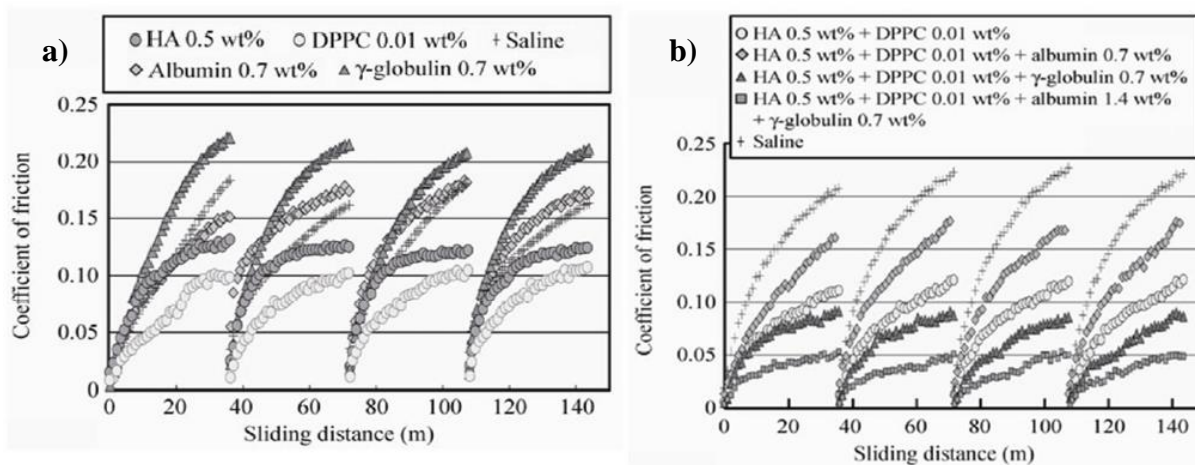 a)
HA 0.5 wt% DPPC 0.01 wt% Saline
Albumin 0.7 wt% γ-globulin 0.7 wt%
0.25
0.20
0.15
0.10
0.05
0
Coefficient of friction
0 20 40 60 80 100 120 140
Sliding distance (m)
b)
HA 0.5 wt% + DPPC 0.01 wt%
HA 0.5 wt% + DPPC 0.01 wt% + albumin 0.7 wt%
HA 0.5 wt% + DPPC 0.01 wt% + γ-globulin 0.7 wt%
HA 0.5 wt% + DPPC 0.01 wt% + albumin 1.4 wt%
+ γ-globulin 0.7 wt%
Saline
0.25
0.20
0.15
0.10
0.05
0
Coefficient of friction
0 20 40 60 80 100 120 140
Sliding distance (m)